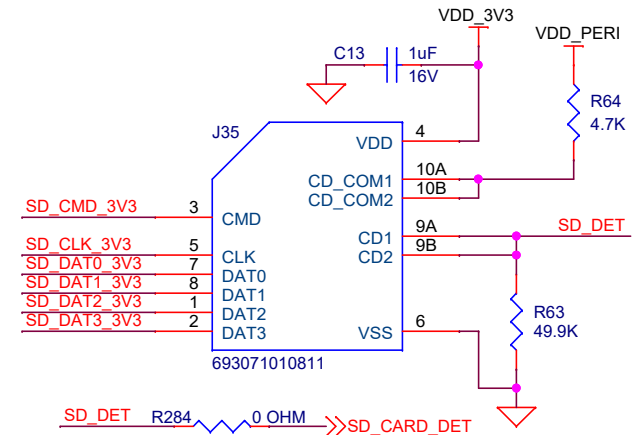 VDD_3V3
VDD_PERI
C13 1uF
16V
R64
4.7K
J35
4
VDD
10A
CD_COM1
10B
CD_COM2
SD_CMD_3V3 3
CMD
9A SD_DET
CD1
SD_CLK_3V3 5
9B
CLK
CD2
SD_DAT0_3V3 7
DAT0
SD_DAT1_3V3 8
DAT1
SD_DAT2_3V3 1
DAT2
SD_DAT3_3V3 2
DAT3
6
VSS
R63
49.9K
693071010811
SD_DET R284 0 OHM SD_CARD_DET